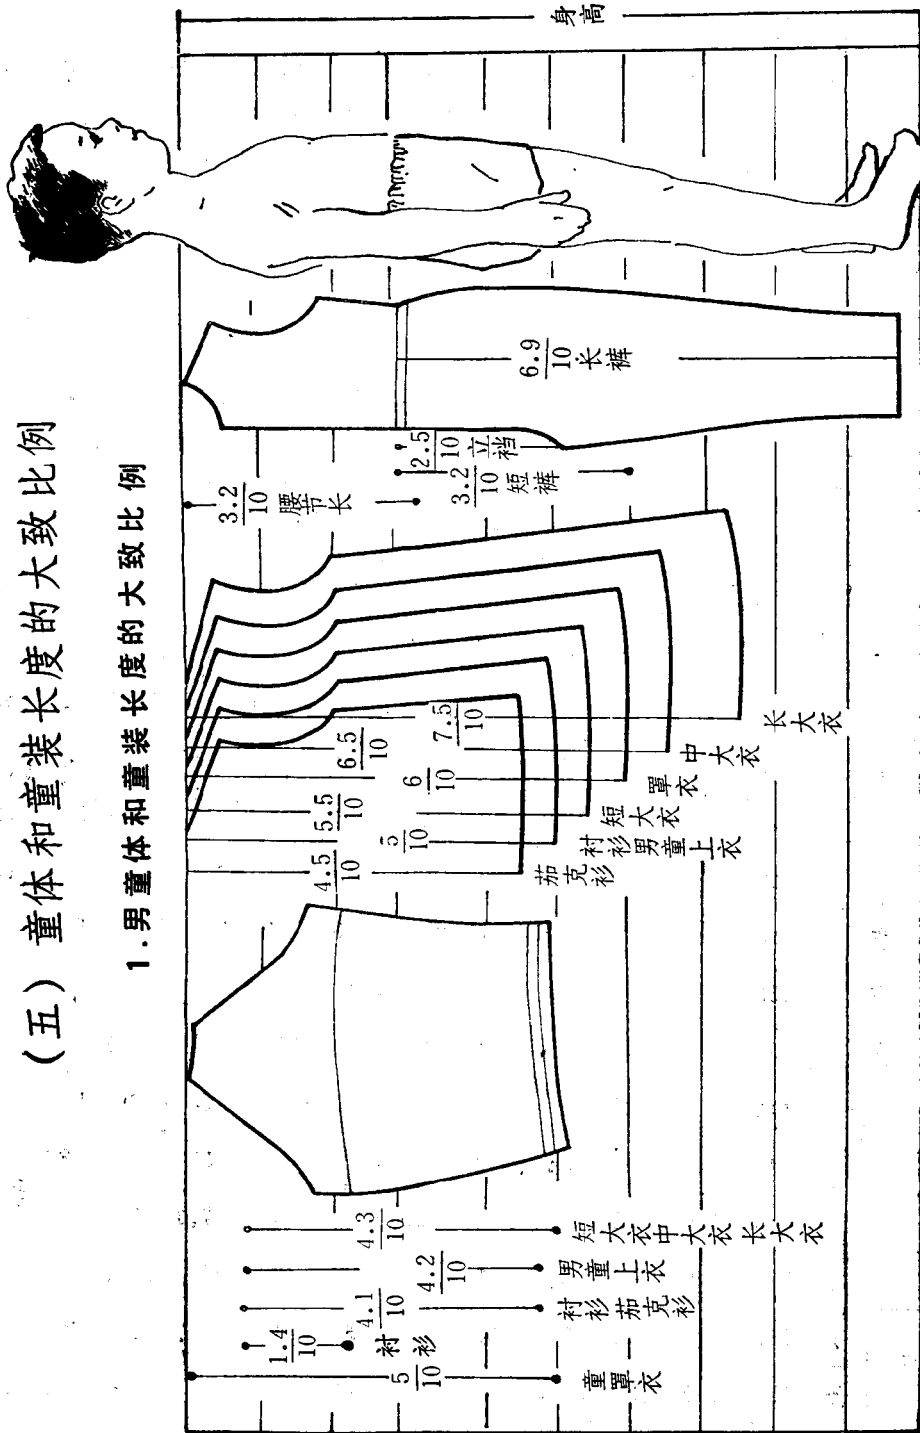 (五) 童体和童装长度的大致比例
1.男童体和童装长度的大致比例
身高
6.9/10 长裤
2.5/10 立裆
3.2/10 短裤
3.2/10 腰节长
7.5/10 长大衣
6.5/10 中大衣
6/10 罩衣
5.5/10 短大衣
5/10 衬衫男童上衣
4.5/10 茄克衫
4.3/10 短大衣中大衣长大衣
4.2/10 男童上衣
4.1/10 衬衫茄克衫
1.4/10 衬衫
5/10 童罩衣